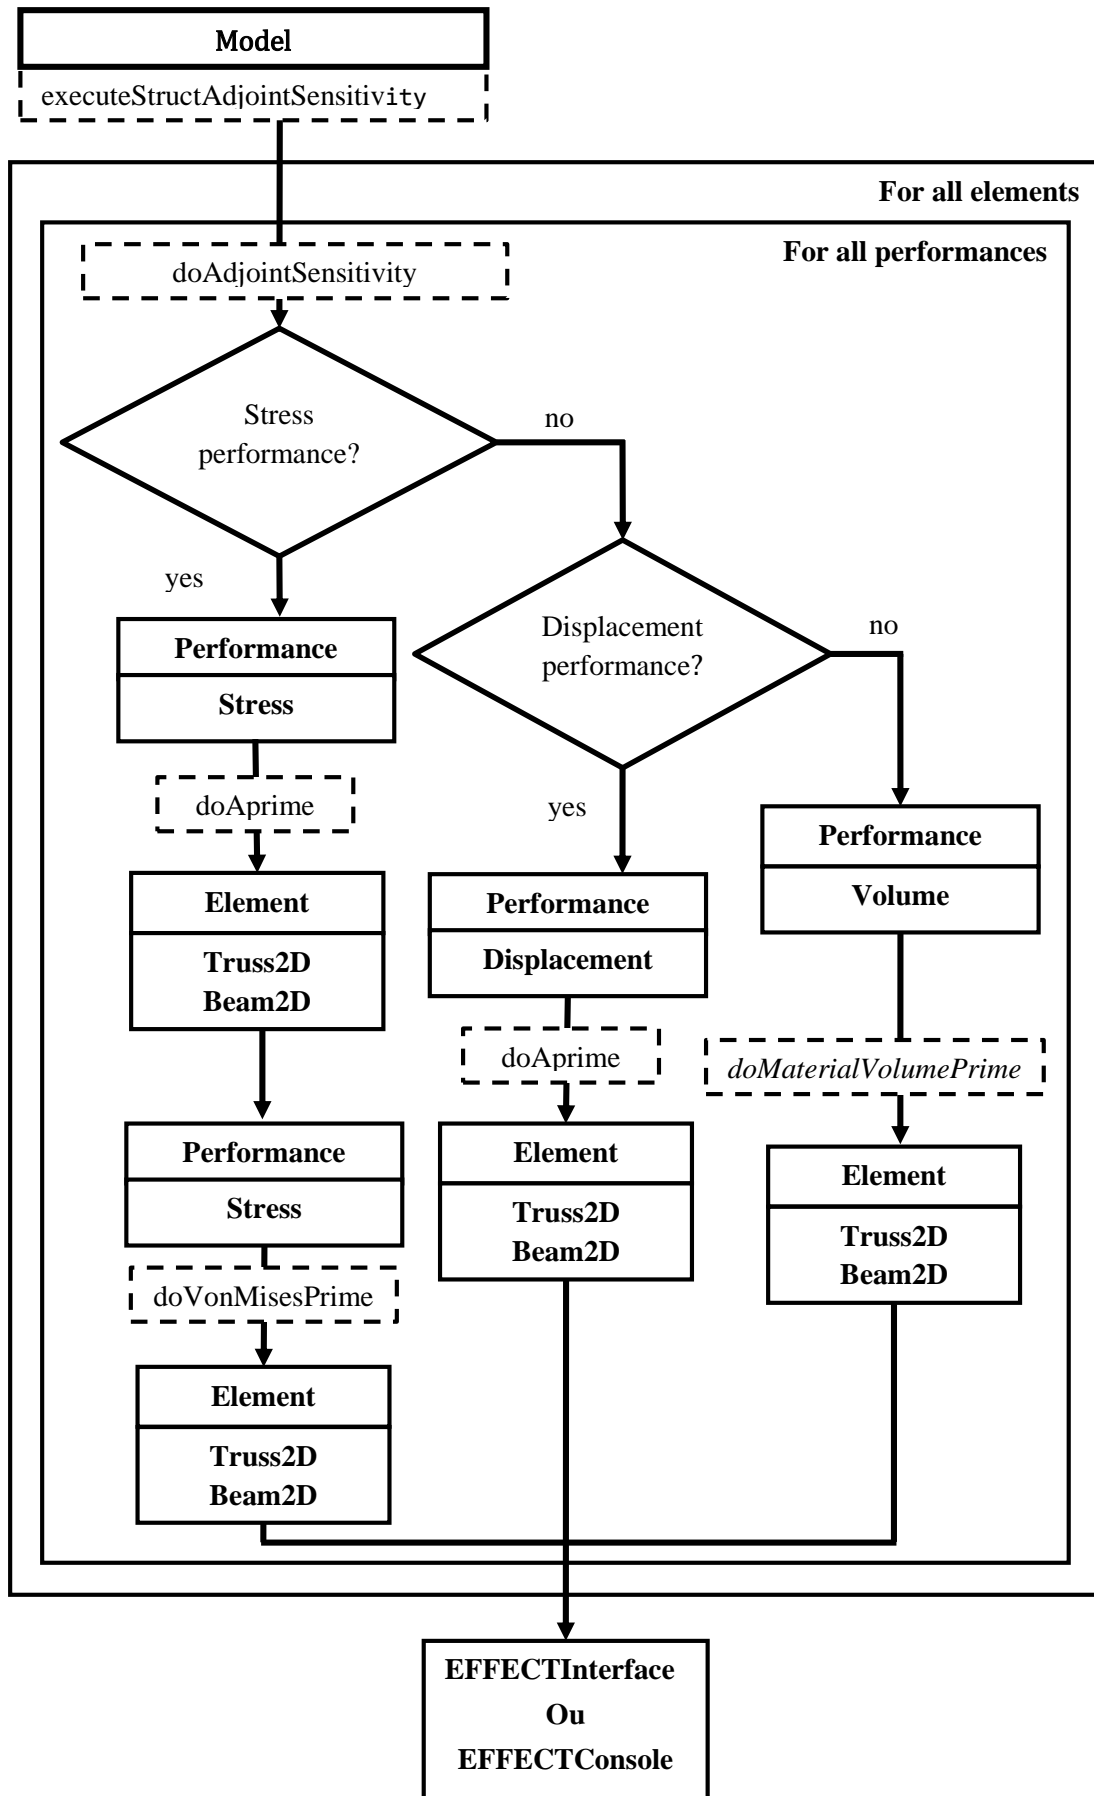 Model
executeStructAdjointSensitivity
For all elements
For all performances
doAdjointSensitivity
Stress
performance?
no
yes
Displacement
performance?
no
Performance
Stress
doAprime
yes
Performance
Volume
Element
Truss2D
Beam2D
Performance
Displacement
doAprime
doMaterialVolumePrime
Performance
Stress
Element
Truss2D
Beam2D
Element
Truss2D
Beam2D
doVonMisesPrime
Element
Truss2D
Beam2D
EFFECTInterface
Ou
EFFECTConsole